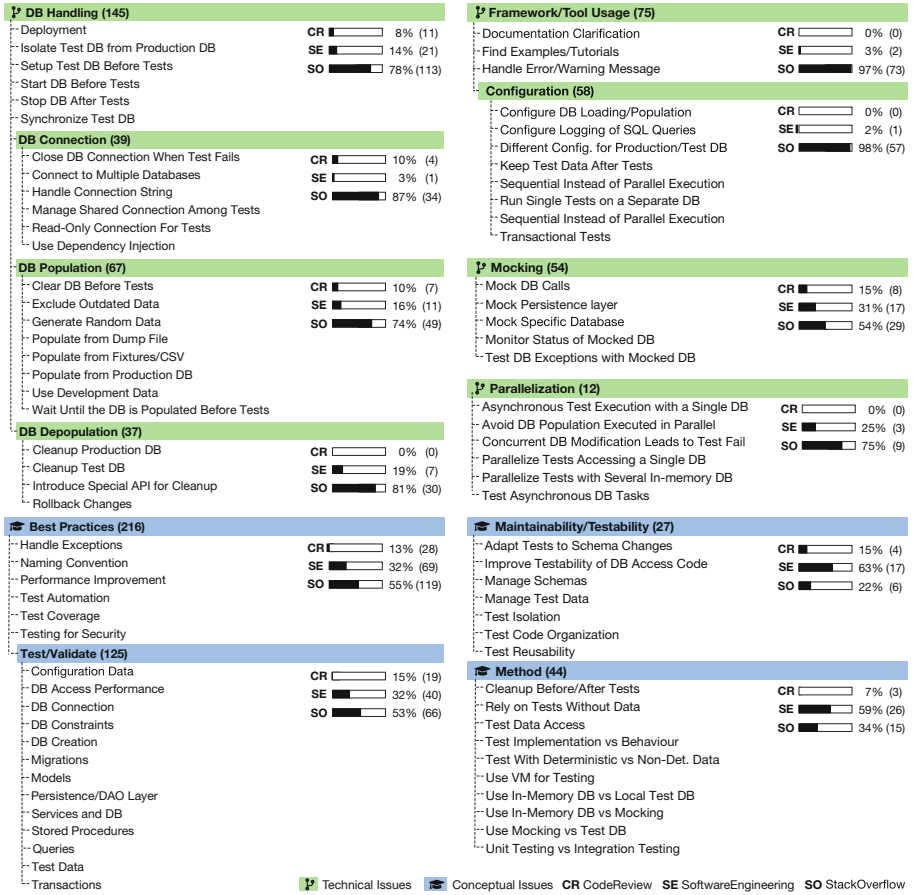 DB Handling (145)
Deployment
Isolate Test DB from Production DB
Setup Test DB Before Tests
Start DB Before Tests
Stop DB After Tests
Synchronize Test DB
CR 8% (11)
SE 14% (21)
SO 78% (113)
DB Connection (39)
Close DB Connection When Test Fails
Connect to Multiple Databases
Handle Connection String
Manage Shared Connection Among Tests
Read-Only Connection For Tests
Use Dependency Injection
CR 10% (4)
SE 3% (1)
SO 87% (34)
DB Population (67)
Clear DB Before Tests
Exclude Outdated Data
Generate Random Data
Populate from Dump File
Populate from Fixtures/CSV
Populate from Production DB
Use Development Data
Wait Until the DB is Populated Before Tests
CR 10% (7)
SE 16% (11)
SO 74% (49)
DB Depopulation (37)
Cleanup Production DB
Cleanup Test DB
Introduce Special API for Cleanup
Rollback Changes
CR 0% (0)
SE 19% (7)
SO 81% (30)
Framework/Tool Usage (75)
Documentation Clarification
Find Examples/Tutorials
Handle Error/Warning Message
CR 0% (0)
SE 3% (2)
SO 97% (73)
Configuration (58)
Configure DB Loading/Population
Configure Logging of SQL Queries
Different Config. for Production/Test DB
Keep Test Data After Tests
Sequential Instead of Parallel Execution
Run Single Tests on a Separate DB
Sequential Instead of Parallel Execution
Transactional Tests
CR 0% (0)
SE 2% (1)
SO 98% (57)
Mocking (54)
Mock DB Calls
Mock Persistence layer
Mock Specific Database
Monitor Status of Mocked DB
Test DB Exceptions with Mocked DB
CR 15% (8)
SE 31% (17)
SO 54% (29)
Parallelization (12)
Asynchronous Test Execution with a Single DB
Avoid DB Population Executed in Parallel
Concurrent DB Modification Leads to Test Fail
Parallelize Tests Accessing a Single DB
Parallelize Tests with Several In-memory DB
Test Asynchronous DB Tasks
CR 0% (0)
SE 25% (3)
SO 75% (9)
Best Practices (216)
Handle Exceptions
Naming Convention
Performance Improvement
Test Automation
Test Coverage
Testing for Security
CR 13% (28)
SE 32% (69)
SO 55% (119)
Test/Validate (125)
Configuration Data
DB Access Performance
DB Connection
DB Constraints
DB Creation
Migrations
Models
Persistence/DAO Layer
Services and DB
Stored Procedures
Queries
Test Data
Transactions
CR 15% (19)
SE 32% (40)
SO 53% (66)
Maintainability/Testability (27)
Adapt Tests to Schema Changes
Improve Testability of DB Access Code
Manage Schemas
Manage Test Data
Test Isolation
Test Code Organization
Test Reusability
CR 15% (4)
SE 63% (17)
SO 22% (6)
Method (44)
Cleanup Before/After Tests
Rely on Tests Without Data
Test Data Access
Test Implementation vs Behaviour
Test With Deterministic vs Non-Det. Data
Use VM for Testing
Use In-Memory DB vs Local Test DB
Use In-Memory DB vs Mocking
Use Mocking vs Test DB
Unit Testing vs Integration Testing
CR 7% (3)
SE 59% (26)
SO 34% (15)
Technical Issues Conceptual Issues CR CodeReview SE SoftwareEngineering SO StackOverflow